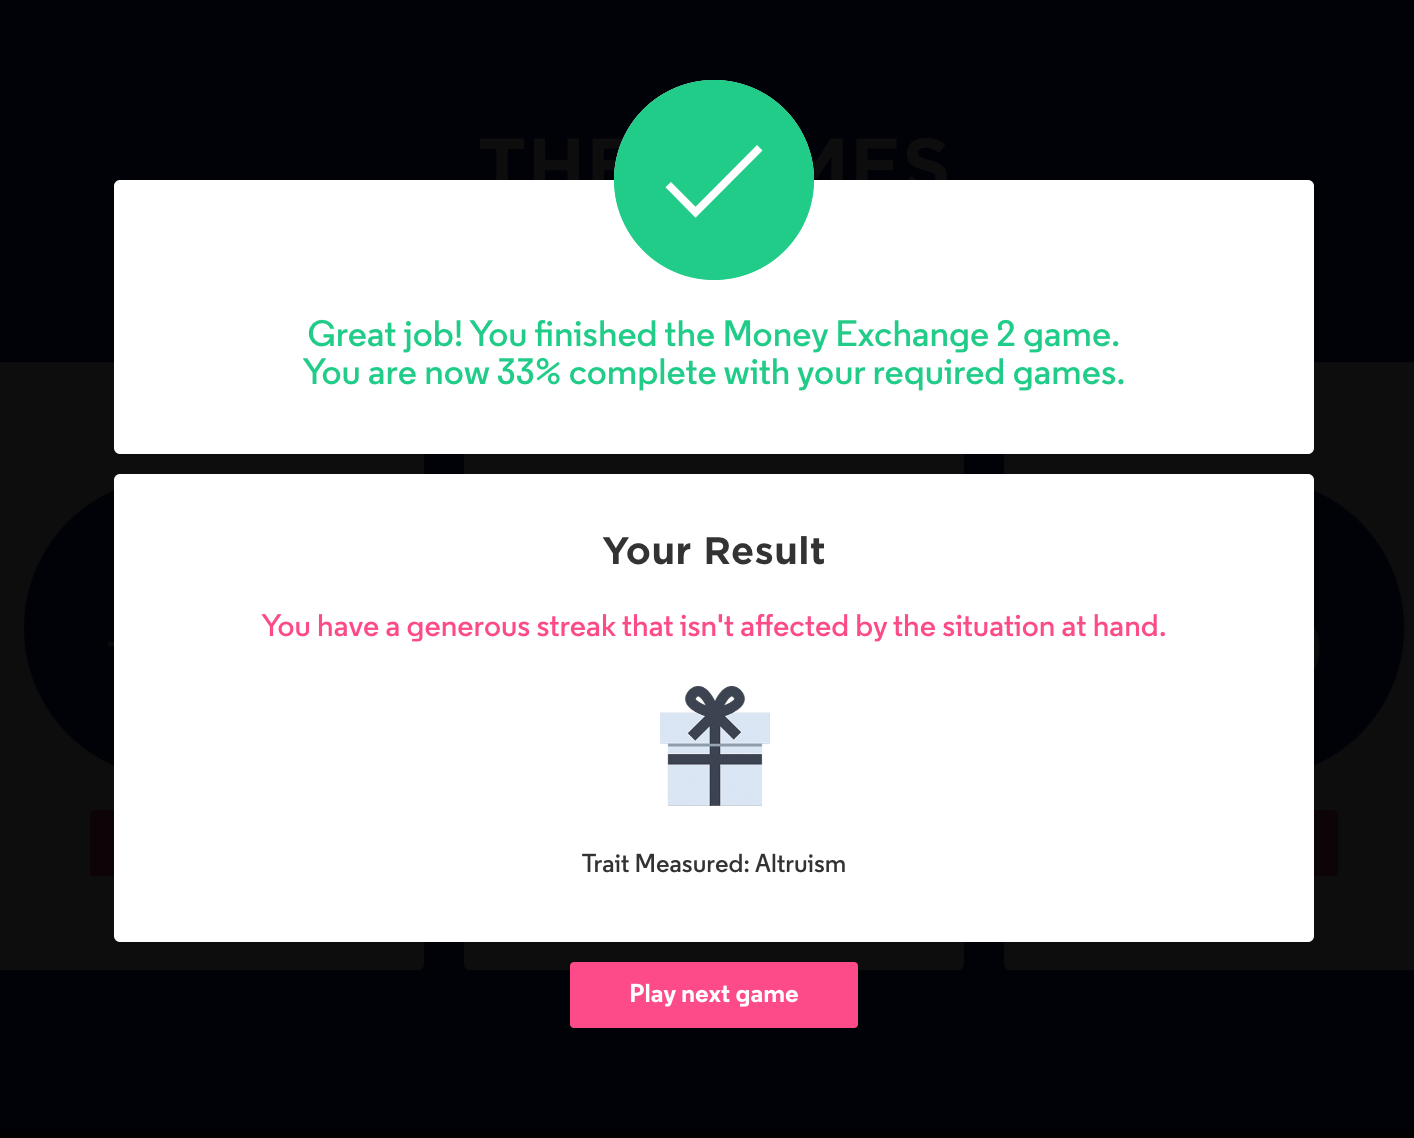 Great job! You finished the Money Exchange 2 game.
You are now 33% complete with your required games.
Your Result
You have a generous streak that isn't affected by the situation at hand.
Trait Measured: Altruism
Play next game